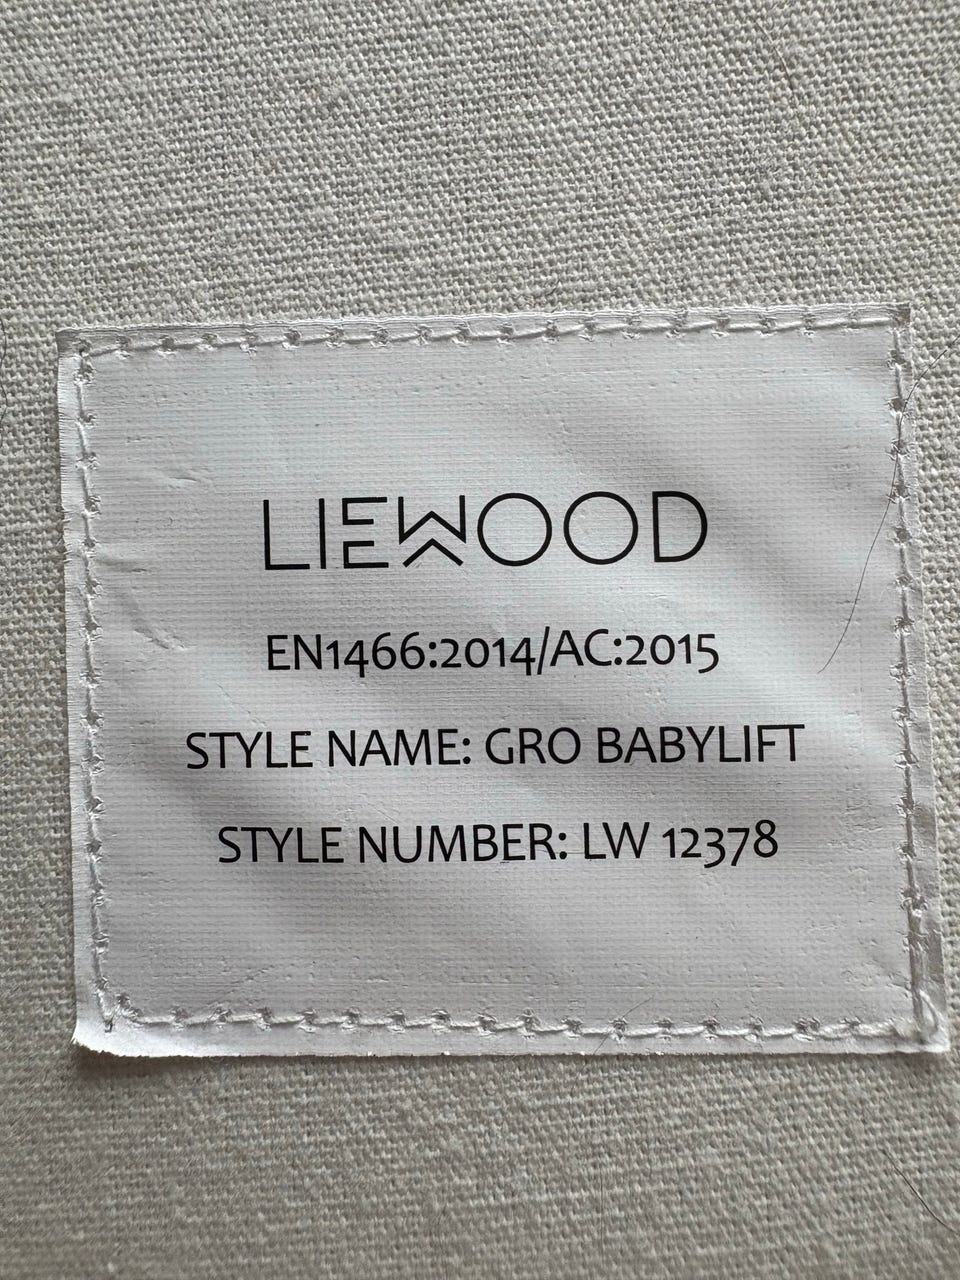 LIEWOOD
EN1466:2014/AC:2015
STYLE NAME: GRO BABYLIFT
STYLE NUMBER: LW 12378